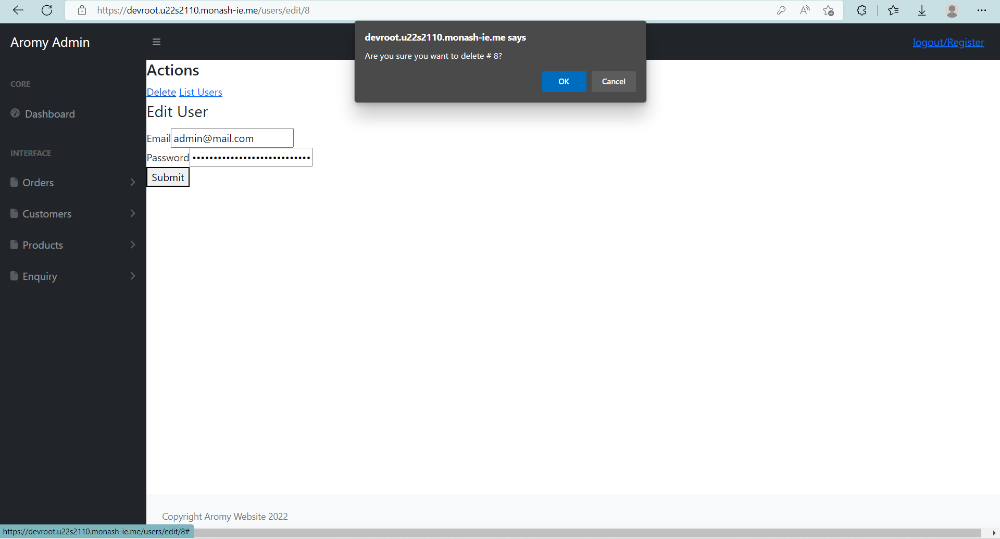 https://devroot.u22s2110.monash-ie.me/users/edit/8
devroot.u22s2110.monash-ie.me says
Are you sure you want to delete # 8?
OK Cancel
Aromy Admin
logout/Register
CORE
Dashboard
INTERFACE
Orders
Customers
Products
Enquiry
Actions
Delete List Users
Edit User
Email admin@mail.com
Password ••••••••••••••••••••••••••••
Submit
Copyright Aromy Website 2022
https://devroot.u22s2110.monash-ie.me/users/edit/8#